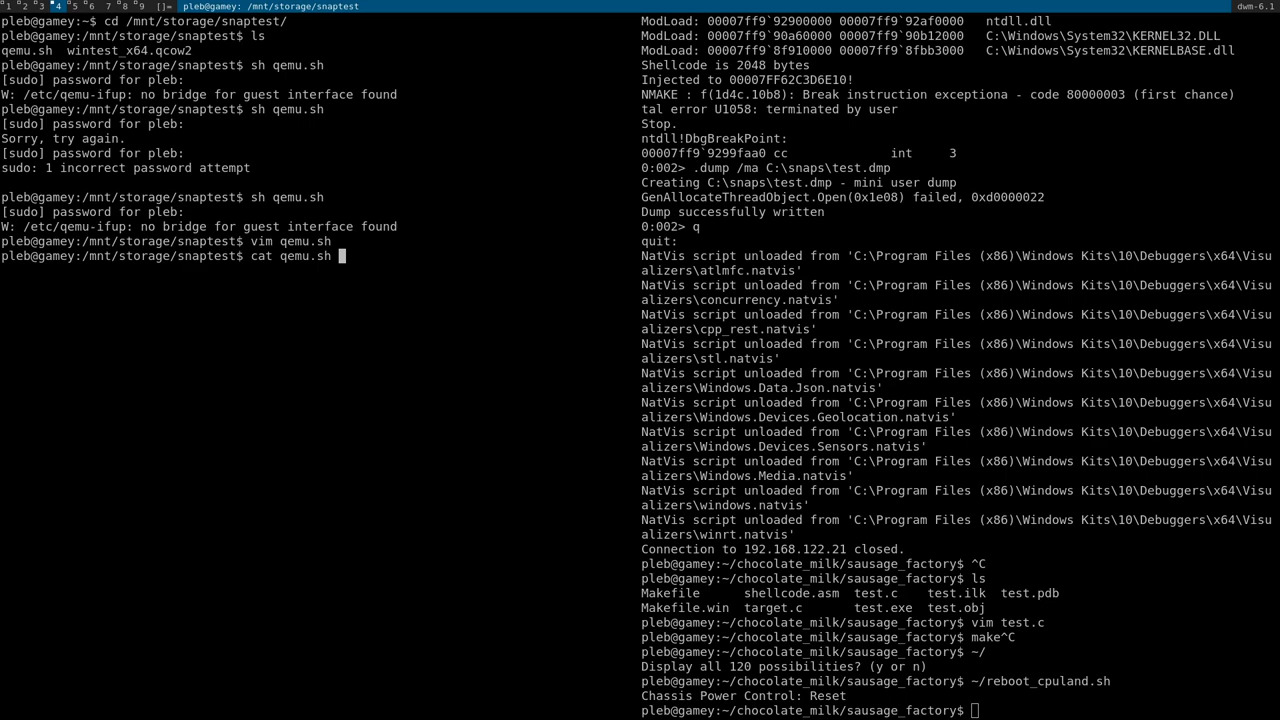 1 2 3 4 5 6 7 8 9 []= pleb@gamey: /mnt/storage/snaptest dwm-6.1
pleb@gamey:~$ cd /mnt/storage/snaptest/
pleb@gamey:/mnt/storage/snaptest$ ls
qemu.sh  wintest_x64.qcow2
pleb@gamey:/mnt/storage/snaptest$ sh qemu.sh
[sudo] password for pleb:
W: /etc/qemu-ifup: no bridge for guest interface found
pleb@gamey:/mnt/storage/snaptest$ sh qemu.sh
[sudo] password for pleb:
Sorry, try again.
[sudo] password for pleb:
sudo: 1 incorrect password attempt
pleb@gamey:/mnt/storage/snaptest$ sh qemu.sh
[sudo] password for pleb:
W: /etc/qemu-ifup: no bridge for guest interface found
pleb@gamey:/mnt/storage/snaptest$ vim qemu.sh
pleb@gamey:/mnt/storage/snaptest$ cat qemu.sh
ModLoad: 00007ff9`92900000 00007ff9`92af0000   ntdll.dll
ModLoad: 00007ff9`90a60000 00007ff9`90b12000   C:\Windows\System32\KERNEL32.DLL
ModLoad: 00007ff9`8f910000 00007ff9`8fbb3000   C:\Windows\System32\KERNELBASE.dll
Shellcode is 2048 bytes
Injected to 00007FF62C3D6E10!
NMAKE : f(1d4c.10b8): Break instruction exceptiona - code 80000003 (first chance)
tal error U1058: terminated by user
Stop.
ntdll!DbgBreakPoint:
00007ff9`9299faa0 cc              int     3
0:002> .dump /ma C:\snaps\test.dmp
Creating C:\snaps\test.dmp - mini user dump
GenAllocateThreadObject.Open(0x1e08) failed, 0xd0000022
Dump successfully written
0:002> q
quit:
NatVis script unloaded from 'C:\Program Files (x86)\Windows Kits\10\Debuggers\x64\Visu
alizers\atlmfc.natvis'
NatVis script unloaded from 'C:\Program Files (x86)\Windows Kits\10\Debuggers\x64\Visu
alizers\concurrency.natvis'
NatVis script unloaded from 'C:\Program Files (x86)\Windows Kits\10\Debuggers\x64\Visu
alizers\cpp_rest.natvis'
NatVis script unloaded from 'C:\Program Files (x86)\Windows Kits\10\Debuggers\x64\Visu
alizers\stl.natvis'
NatVis script unloaded from 'C:\Program Files (x86)\Windows Kits\10\Debuggers\x64\Visu
alizers\Windows.Data.Json.natvis'
NatVis script unloaded from 'C:\Program Files (x86)\Windows Kits\10\Debuggers\x64\Visu
alizers\Windows.Devices.Geolocation.natvis'
NatVis script unloaded from 'C:\Program Files (x86)\Windows Kits\10\Debuggers\x64\Visu
alizers\Windows.Devices.Sensors.natvis'
NatVis script unloaded from 'C:\Program Files (x86)\Windows Kits\10\Debuggers\x64\Visu
alizers\Windows.Media.natvis'
NatVis script unloaded from 'C:\Program Files (x86)\Windows Kits\10\Debuggers\x64\Visu
alizers\windows.natvis'
NatVis script unloaded from 'C:\Program Files (x86)\Windows Kits\10\Debuggers\x64\Visu
alizers\winrt.natvis'
Connection to 192.168.122.21 closed.
pleb@gamey:~/chocolate_milk/sausage_factory$ ^C
pleb@gamey:~/chocolate_milk/sausage_factory$ ls
Makefile      shellcode.asm  test.c    test.ilk  test.pdb
Makefile.win  target.c       test.exe  test.obj
pleb@gamey:~/chocolate_milk/sausage_factory$ vim test.c
pleb@gamey:~/chocolate_milk/sausage_factory$ make^C
pleb@gamey:~/chocolate_milk/sausage_factory$ ~/
Display all 120 possibilities? (y or n)
pleb@gamey:~/chocolate_milk/sausage_factory$ ~/reboot_cpuland.sh
Chassis Power Control: Reset
pleb@gamey:~/chocolate_milk/sausage_factory$